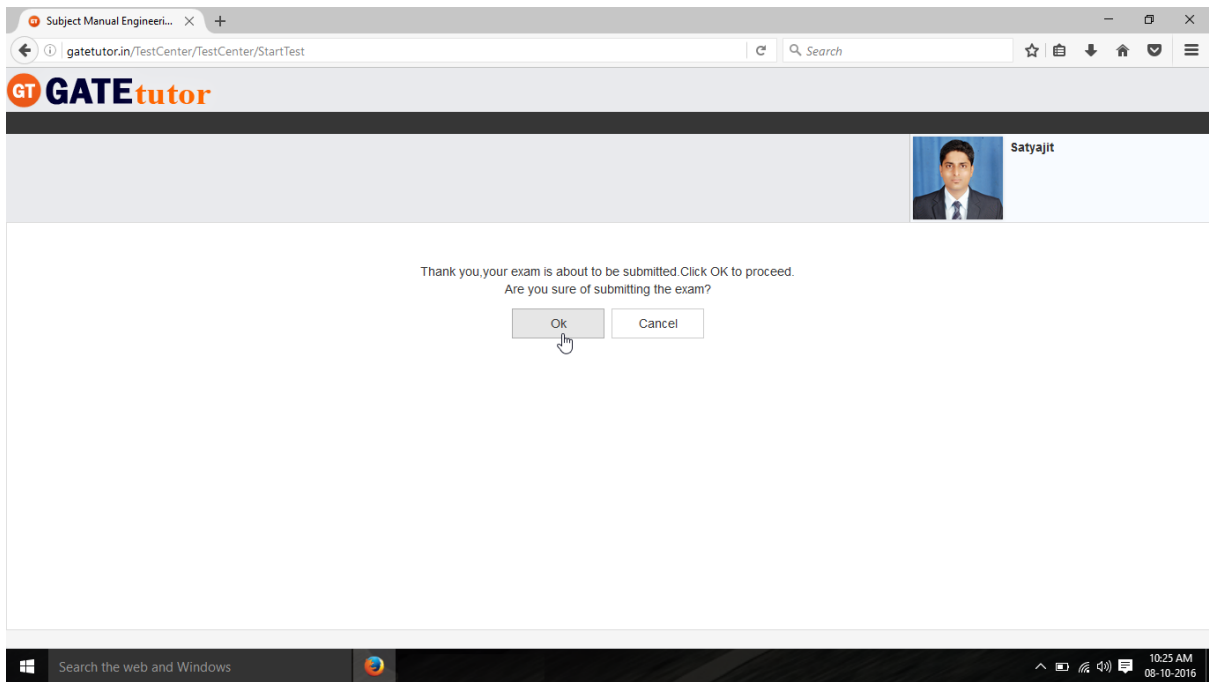 Subject Manual Engineeri...
gatetutor.in/TestCenter/TestCenter/StartTest
Search
GT GATEtutor
Satyajit
Thank you,your exam is about to be submitted.Click OK to proceed.
Are you sure of submitting the exam?
Ok Cancel
Search the web and Windows
10:25 AM
08-10-2016